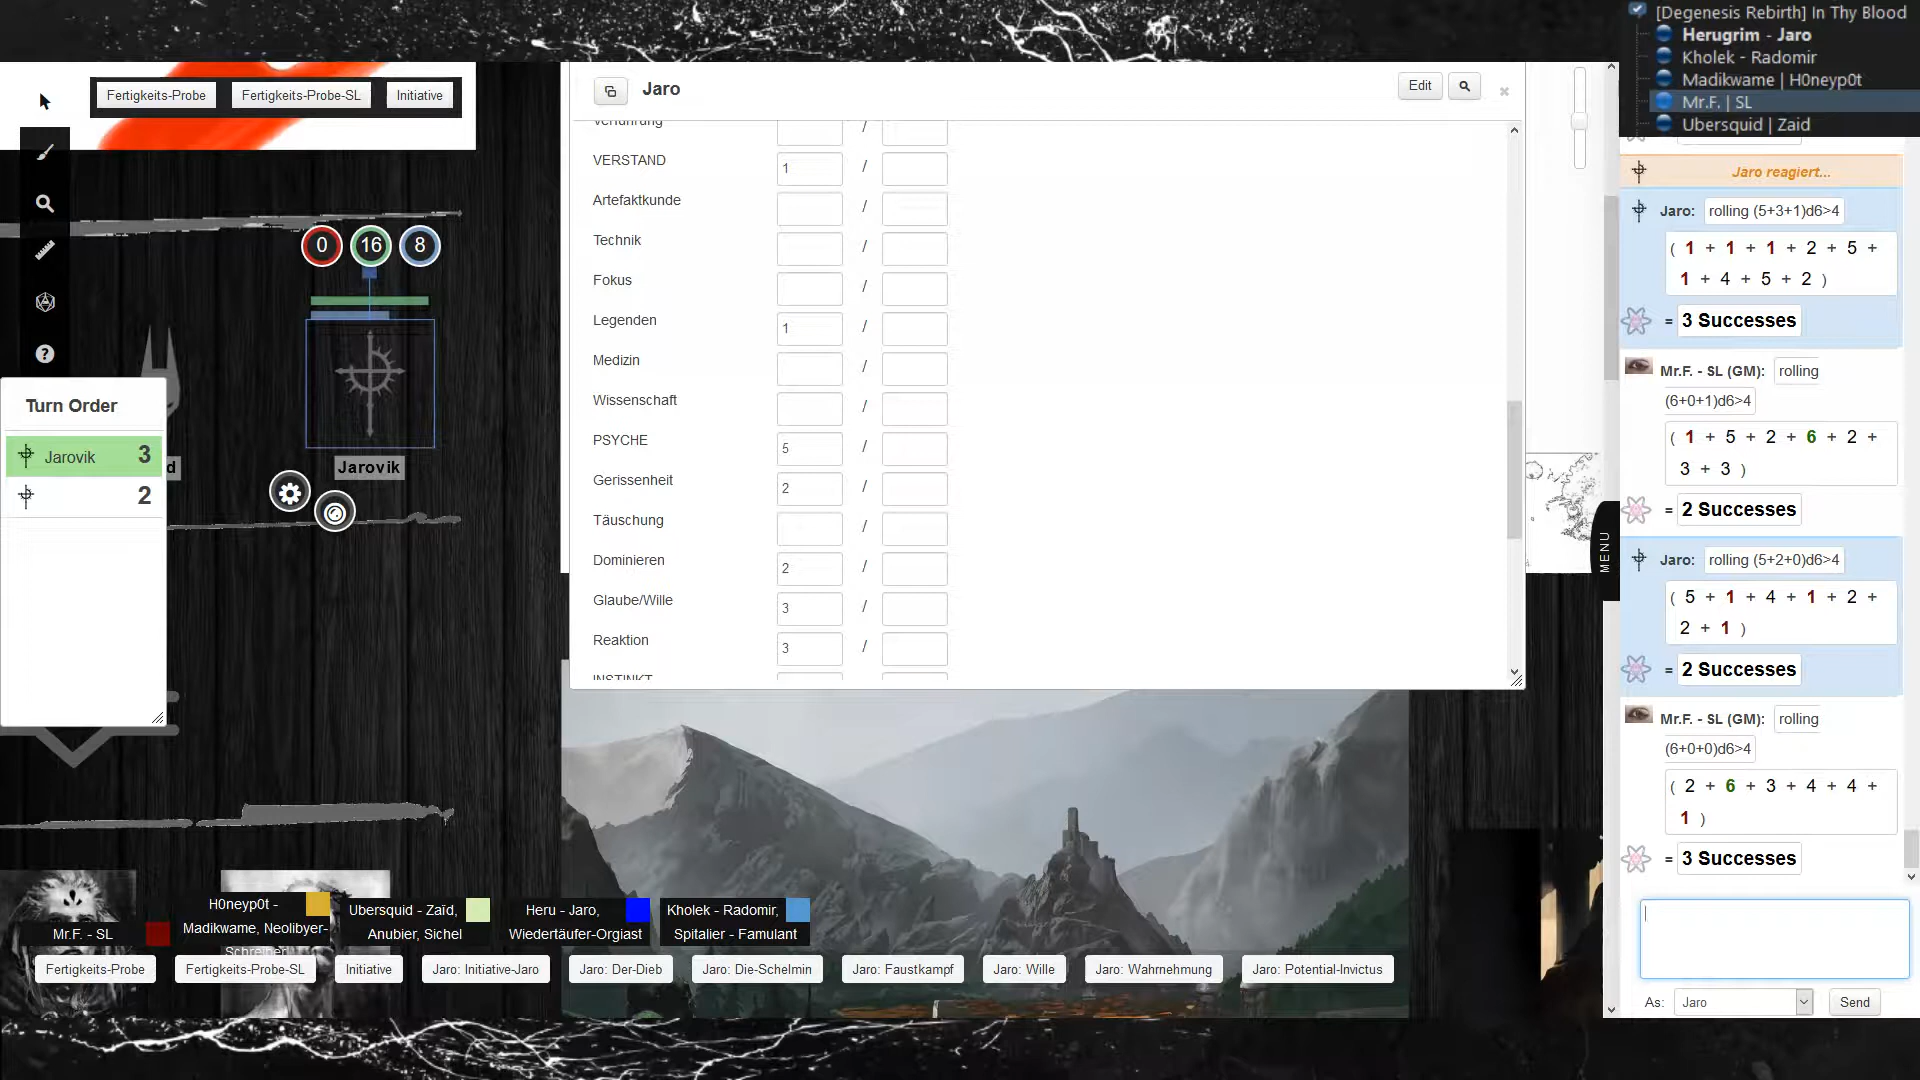 [Degenesis Rebirth] In Thy Blood
Herugrim - Jaro
Kholek - Radomir
Madikwame | H0neyp0t
Mr.F. | SL
Ubersquid | Zaid
Fertigkeits-Probe
Fertigkeits-Probe-SL
Initiative
0
16
8
Jarovik
Turn Order
Jarovik 3
2
d
Jaro
Edit
Verführung /
VERSTAND 1 /
Artefaktkunde /
Technik /
Fokus /
Legenden 1 /
Medizin /
Wissenschaft /
PSYCHE 5 /
Gerissenheit 2 /
Täuschung /
Dominieren 2 /
Glaube/Wille 3 /
Reaktion 3 /
INSTINKT
MENU
Jaro reagiert...
Jaro: rolling (5+3+1)d6>4
( 1 + 1 + 1 + 2 + 5 +
1 + 4 + 5 + 2 )
= 3 Successes
Mr.F. - SL (GM): rolling
(6+0+1)d6>4
( 1 + 5 + 2 + 6 + 2 +
3 + 3 )
= 2 Successes
Jaro: rolling (5+2+0)d6>4
( 5 + 1 + 4 + 1 + 2 +
2 + 1 )
= 2 Successes
Mr.F. - SL (GM): rolling
(6+0+0)d6>4
( 2 + 6 + 3 + 4 + 4 +
1 )
= 3 Successes
As: Jaro Send
Mr.F. - SL
H0neyp0t -
Madikwame, Neolibyer-
Schreiber
Ubersquid - Zaïd,
Anubier, Sichel
Heru - Jaro,
Wiedertäufer-Orgiast
Kholek - Radomir,
Spitalier - Famulant
Fertigkeits-Probe
Fertigkeits-Probe-SL
Initiative
Jaro: Initiative-Jaro
Jaro: Der-Dieb
Jaro: Die-Schelmin
Jaro: Faustkampf
Jaro: Wille
Jaro: Wahrnehmung
Jaro: Potential-Invictus